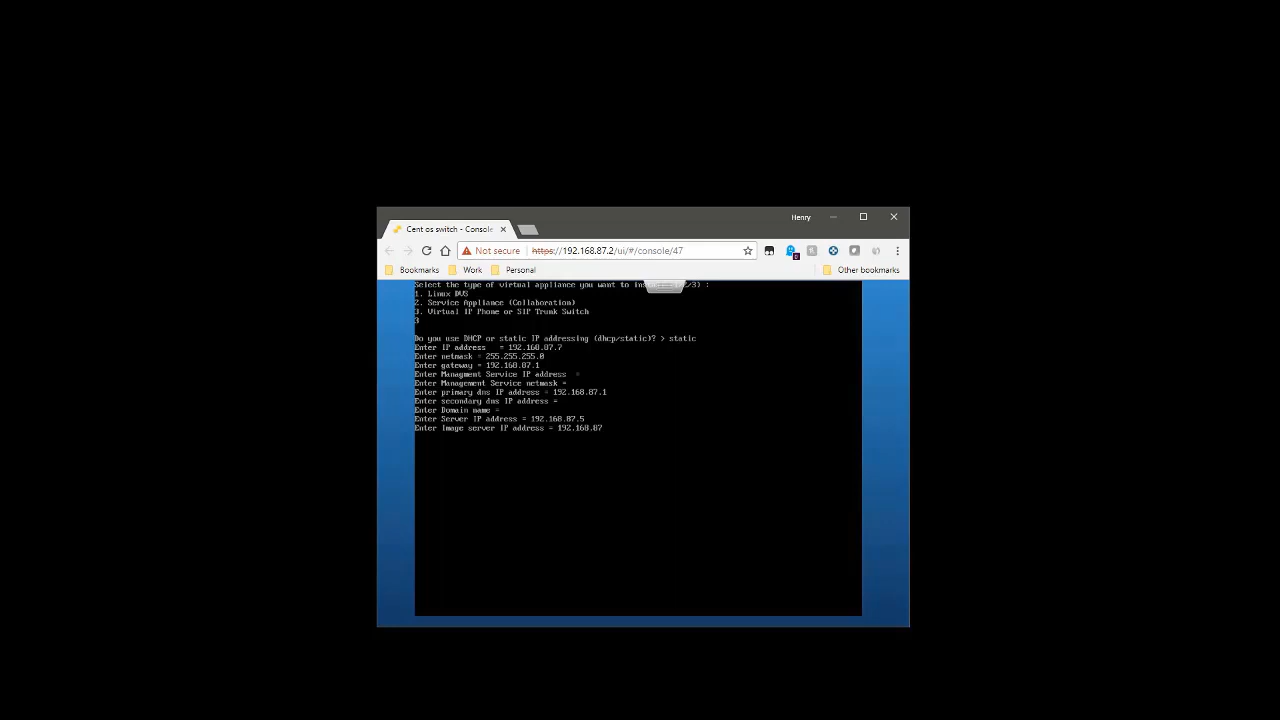 Henry
Cent os switch - Console
Not secure https://192.168.87.2/ui/#/console/47
Bookmarks Work Personal Other bookmarks
Select the type of virtual appliance you want to /3) :
1. Linux DVS
2. Service Appliance (Collaboration)
3. Virtual IP Phone or SIP Trunk Switch
3
Do you use DHCP or static IP addressing (dhcp/static)? > static
Enter IP address = 192.168.87.7
Enter netmask = 255.255.255.0
Enter gateway = 192.168.87.1
Enter Managment Service IP address =
Enter Management Service netmask =
Enter primary dns IP address = 192.168.87.1
Enter secondary dns IP address =
Enter Domain name =
Enter Server IP address = 192.168.87.5
Enter Image server IP address = 192.168.87